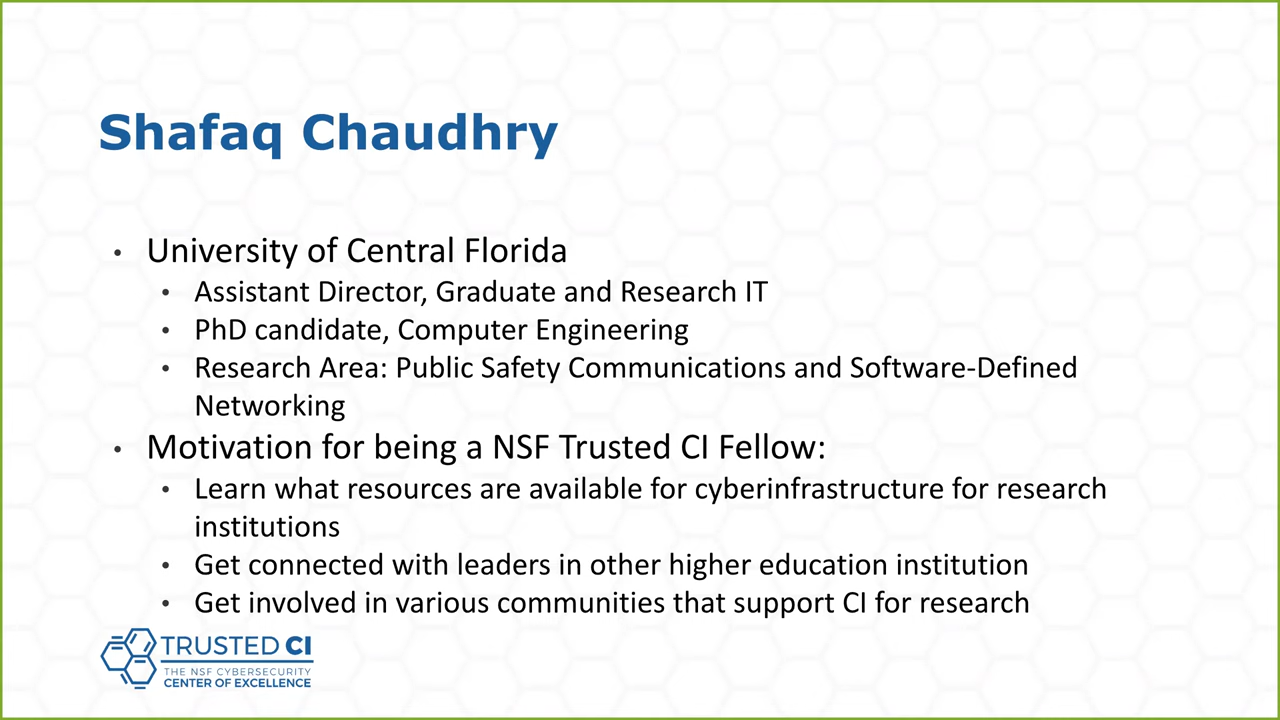 Shafaq Chaudhry
• University of Central Florida
• Assistant Director, Graduate and Research IT
• PhD candidate, Computer Engineering
• Research Area: Public Safety Communications and Software-Defined
Networking
• Motivation for being a NSF Trusted CI Fellow:
• Learn what resources are available for cyberinfrastructure for research
institutions
• Get connected with leaders in other higher education institution
• Get involved in various communities that support CI for research
TRUSTED CI
THE NSF CYBERSECURITY
CENTER OF EXCELLENCE